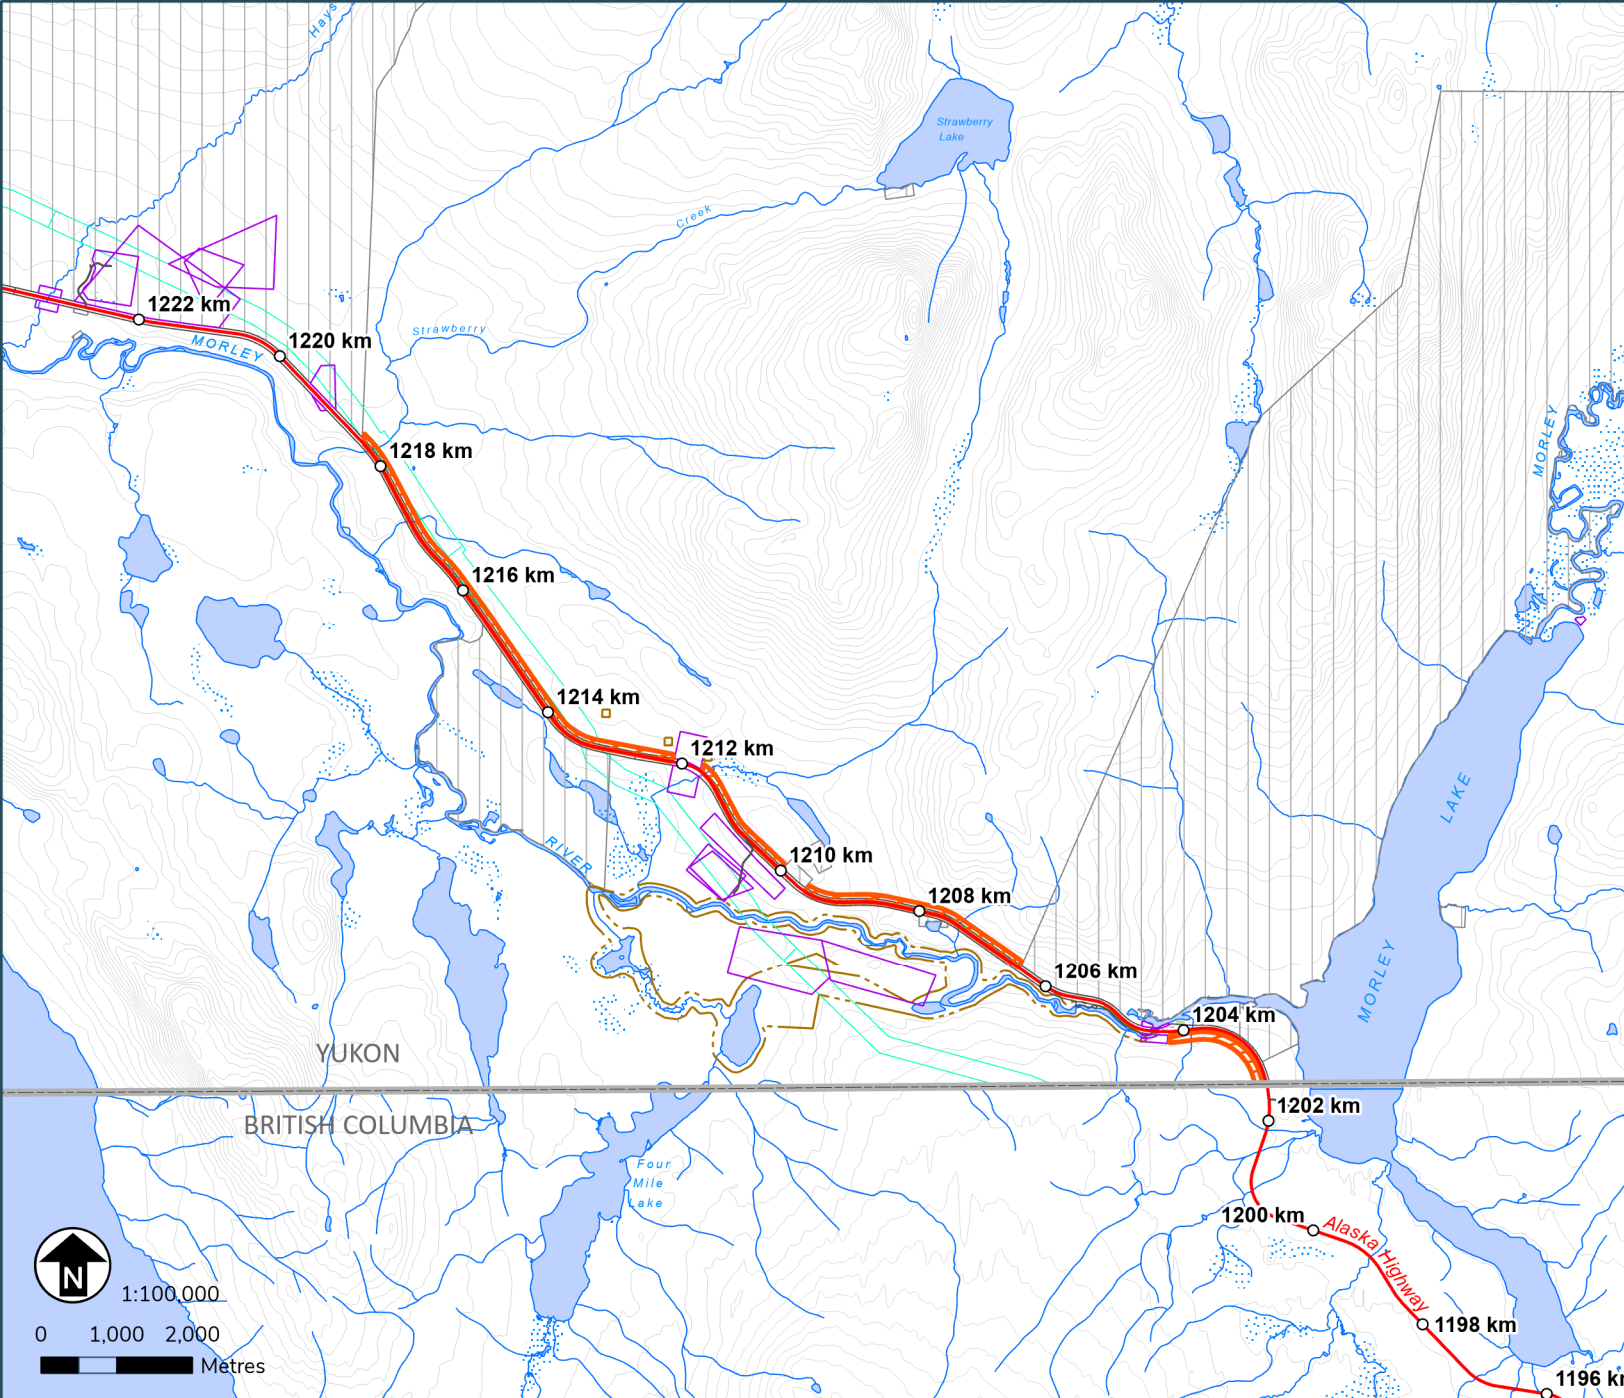 Hays
Strawberry
Lake
Creek
1222 km
Strawberry
1220 km
MORLEY
MORLEY
1218 km
1216 km
1214 km
1212 km
LAKE
RIVER
1210 km
1208 km
MORLEY
1206 km
1204 km
YUKON
1202 km
BRITISH COLUMBIA
Four
Mile
Lake
1200 km
Alaska Highway
1:100,000
1198 km
0 1,000 2,000
Metres
N
1196 k